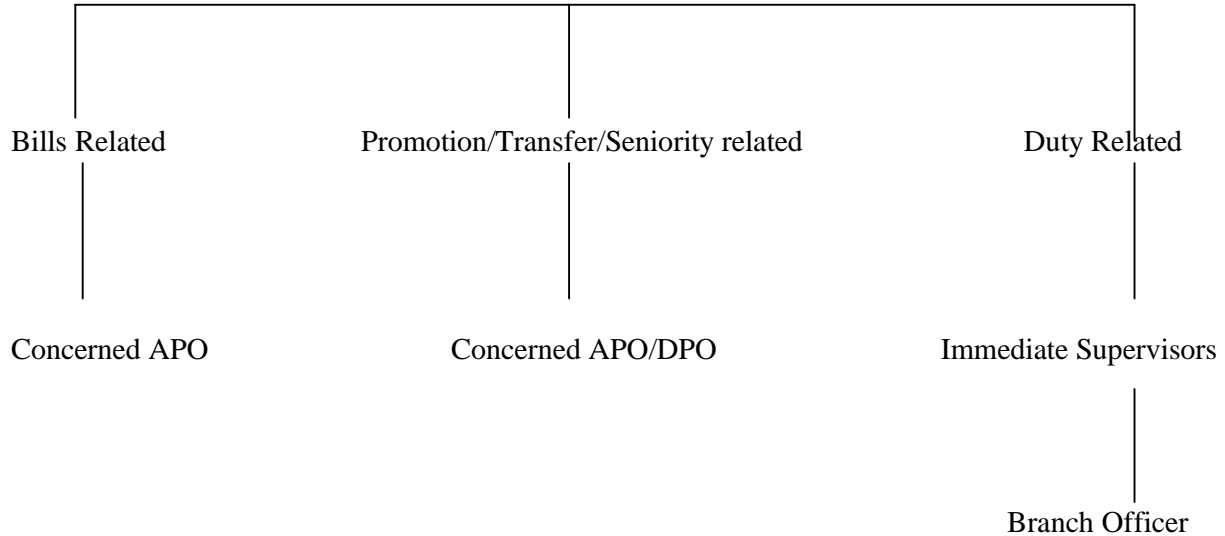 Bills Related
Promotion/Transfer/Seniority related
Duty Related
Concerned APO
Concerned APO/DPO
Immediate Supervisors
Branch Officer